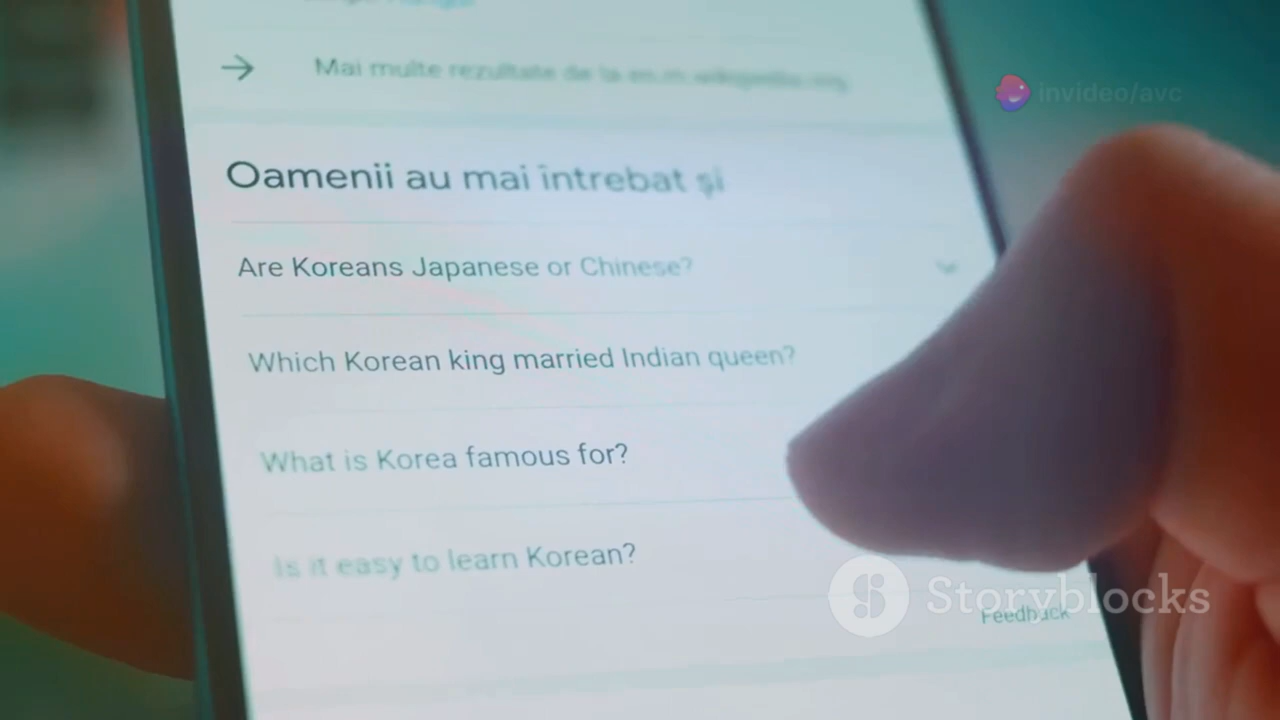 Mai multe rezultate de la en.m.wikipedia.org
invideo/avc
Oamenii au mai întrebat și
Are Koreans Japanese or Chinese?
Which Korean king married Indian queen?
What is Korea famous for?
Is it easy to learn Korean?
Storyblocks
Feedback